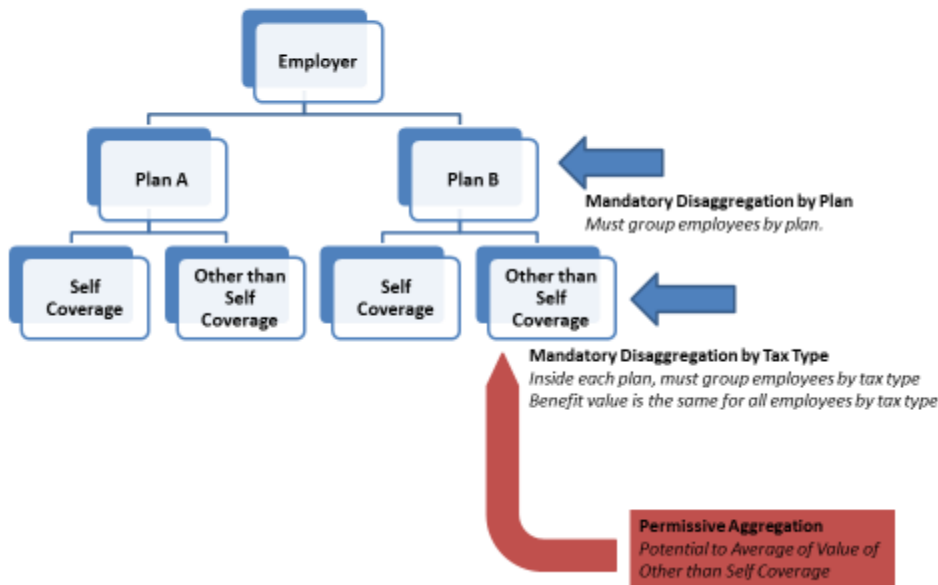 Employer
Plan A
Plan B
Mandatory Disaggregation by Plan
Must group employees by plan.
Self
Coverage
Other than
Self
Coverage
Self
Coverage
Other than
Self
Coverage
Mandatory Disaggregation by Tax Type
Inside each plan, must group employees by tax type
Benefit value is the same for all employees by tax type
Permissive Aggregation
Potential to Average of Value of
Other than Self Coverage